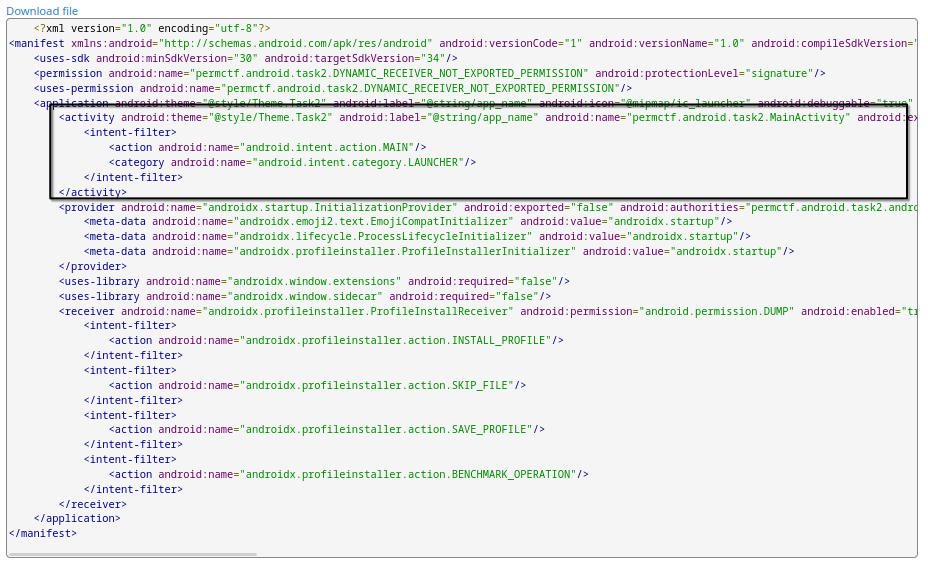 Download file
<?xml version="1.0" encoding="utf-8"?>
<manifest xmlns:android="http://schemas.android.com/apk/res/android" android:versionCode="1" android:versionName="1.0" android:compileSdkVersion="
<uses-sdk android:minSdkVersion="30" android:targetSdkVersion="34"/>
<permission android:name="permctf.android.task2.DYNAMIC_RECEIVER_NOT_EXPORTED_PERMISSION" android:protectionLevel="signature"/>
<uses-permission android:name="permctf.android.task2.DYNAMIC_RECEIVER_NOT_EXPORTED_PERMISSION"/>
<application android:theme="@style/Theme.Task2" android:label="@string/app_name" android:icon="@mipmap/ic_launcher" android:debuggable="true"
<activity android:theme="@style/Theme.Task2" android:label="@string/app_name" android:name="permctf.android.task2.MainActivity" android:ex
<intent-filter>
<action android:name="android.intent.action.MAIN"/>
<category android:name="android.intent.category.LAUNCHER"/>
</intent-filter>
</activity>
<provider android:name="androidx.startup.InitializationProvider" android:exported="false" android:authorities="permctf.android.task2.andro
<meta-data android:name="androidx.emoji2.text.EmojiCompatInitializer" android:value="androidx.startup"/>
<meta-data android:name="androidx.lifecycle.ProcessLifecycleInitializer" android:value="androidx.startup"/>
<meta-data android:name="androidx.profileinstaller.ProfileInstallerInitializer" android:value="androidx.startup"/>
</provider>
<uses-library android:name="androidx.window.extensions" android:required="false"/>
<uses-library android:name="androidx.window.sidecar" android:required="false"/>
<receiver android:name="androidx.profileinstaller.ProfileInstallReceiver" android:permission="android.permission.DUMP" android:enabled="tr
<intent-filter>
<action android:name="androidx.profileinstaller.action.INSTALL_PROFILE"/>
</intent-filter>
<intent-filter>
<action android:name="androidx.profileinstaller.action.SKIP_FILE"/>
</intent-filter>
<intent-filter>
<action android:name="androidx.profileinstaller.action.SAVE_PROFILE"/>
</intent-filter>
<intent-filter>
<action android:name="androidx.profileinstaller.action.BENCHMARK_OPERATION"/>
</intent-filter>
</receiver>
</application>
</manifest>